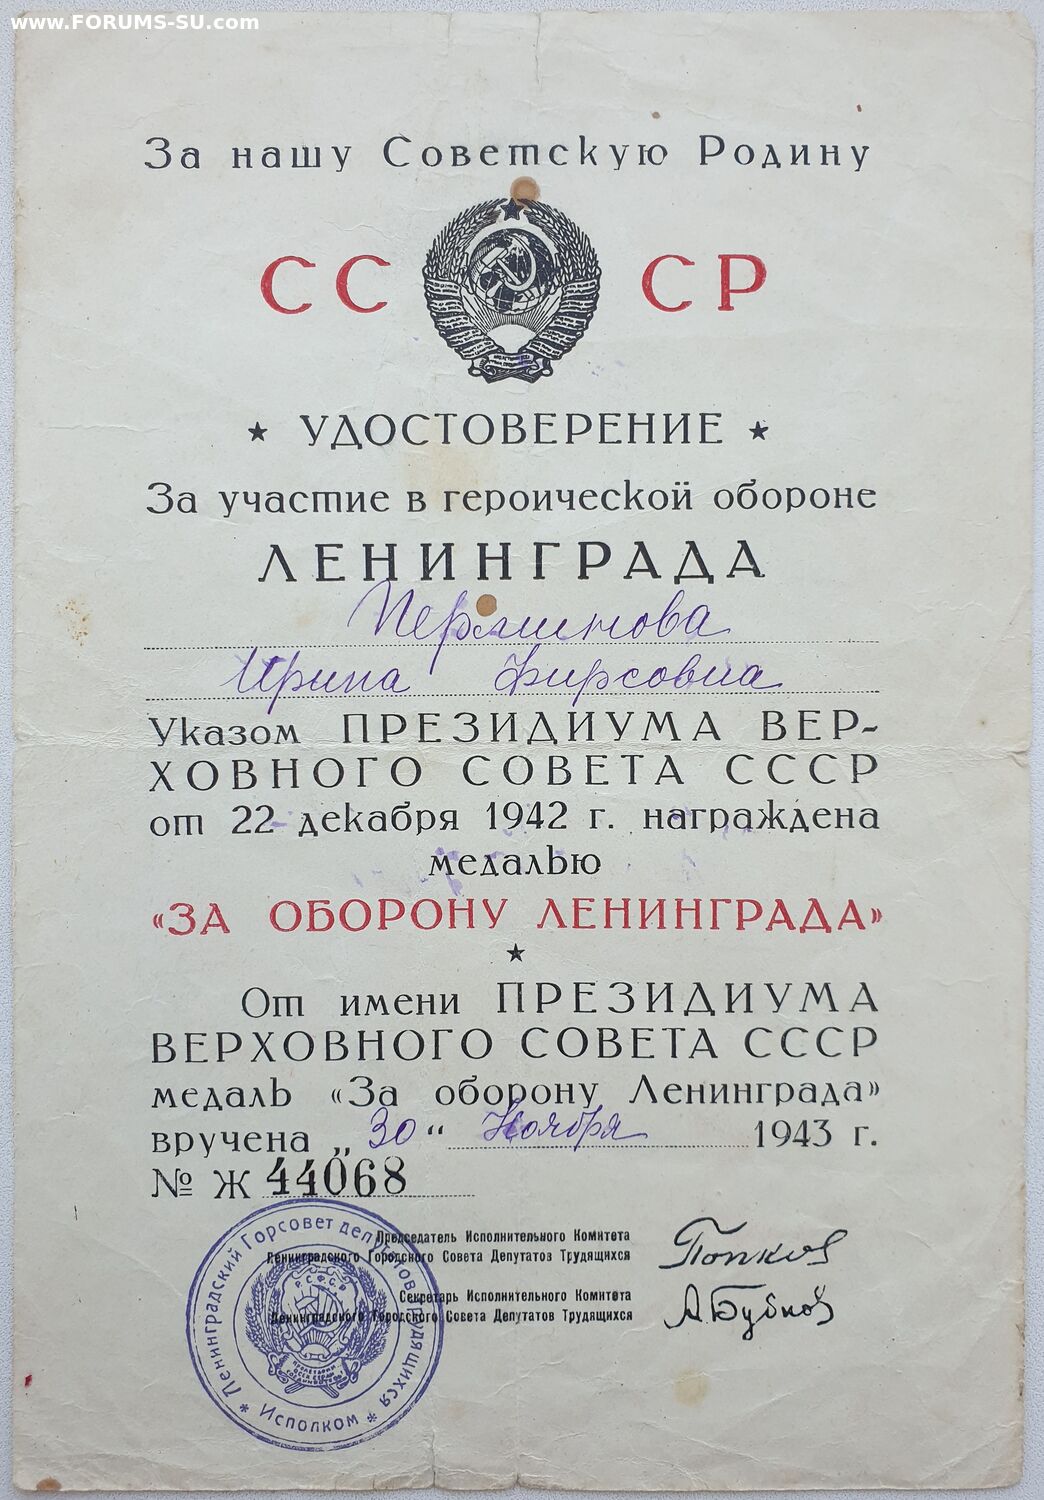 www.FORUMS-SU.com
За нашу Советскую Родину
СССР
★ УДОСТОВЕРЕНИЕ ★
За участие в героической обороне
ЛЕНИНГРАДА
Перминова
Ирина Фирсовна
Указом ПРЕЗИДИУМА ВЕР-
ХОВНОГО СОВЕТА СССР
от 22 декабря 1942 г. награждена
медалью
«ЗА ОБОРОНУ ЛЕНИНГРАДА»
★
От имени ПРЕЗИДИУМА
ВЕРХОВНОГО СОВЕТА СССР
медаль «За оборону Ленинграда»
вручена „30“ Ноября 1943 г.
№ Ж 44068
Председатель Исполнительного Комитета
Ленинградского Городского Совета Депутатов Трудящихся
Попков
Секретарь Исполнительного Комитета
Ленинградского Городского Совета Депутатов Трудящихся
А Бубнов
Ленинградский Горсовет депутатов трудящихся
* Исполком *
Р.С.Ф.С.Р.